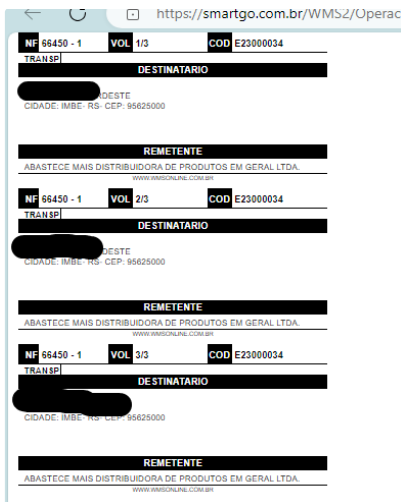 https://smartgo.com.br/WMS2/Operac
NF 66450 - 1 VOL 1/3 COD E23000034
TRANSP
DESTINATARIO
DESTE
CIDADE: IMBE- RS- CEP: 95625000
REMETENTE
ABASTECE MAIS DISTRIBUIDORA DE PRODUTOS EM GERAL LTDA.
WWW.WMSONLINE.COM.BR
NF 66450 - 1 VOL 2/3 COD E23000034
TRANSP
DESTINATARIO
DESTE
CIDADE: IMBE- RS- CEP: 95625000
REMETENTE
ABASTECE MAIS DISTRIBUIDORA DE PRODUTOS EM GERAL LTDA.
WWW.WMSONLINE.COM.BR
NF 66450 - 1 VOL 3/3 COD E23000034
TRANSP
DESTINATARIO
CIDADE: IMBE- RS- CEP: 95625000
REMETENTE
ABASTECE MAIS DISTRIBUIDORA DE PRODUTOS EM GERAL LTDA.
WWW.WMSONLINE.COM.BR